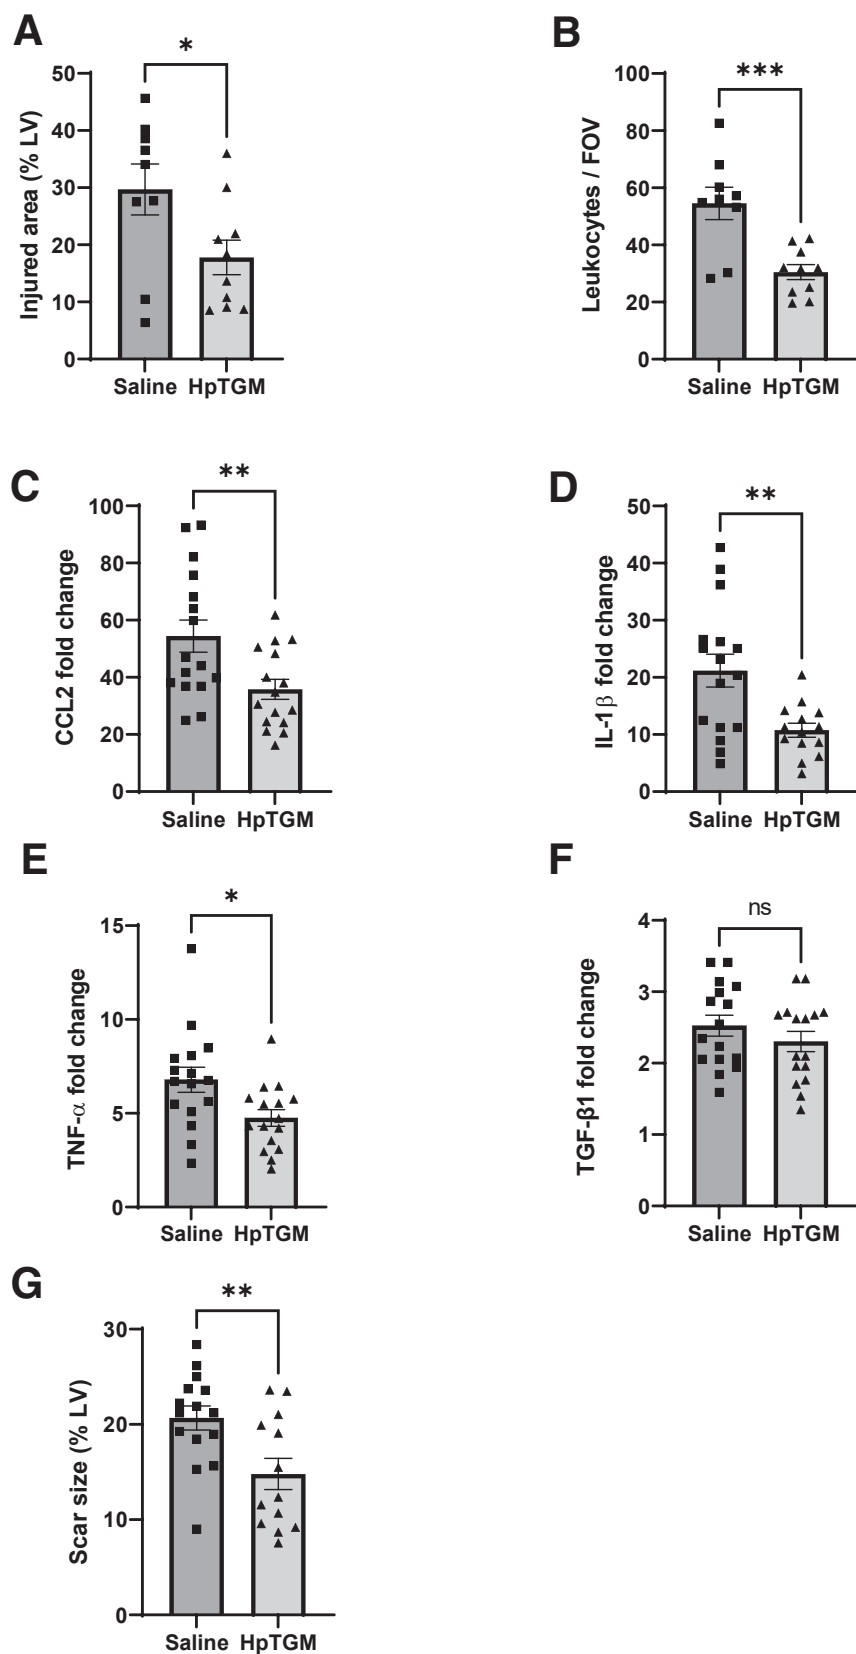 A
*
Injured area (% LV)
50
40
30
20
10
0
Saline HpTGM
B
***
Leukocytes / FOV
100
80
60
40
20
0
Saline HpTGM
C
**
CCL2 fold change
100
80
60
40
20
0
Saline HpTGM
D
**
IL-1β fold change
50
40
30
20
10
0
Saline HpTGM
E
*
TNF-α fold change
15
10
5
0
Saline HpTGM
F
ns
TGF-β1 fold change
4
3
2
1
0
Saline HpTGM
G
**
Scar size (% LV)
30
20
10
0
Saline HpTGM